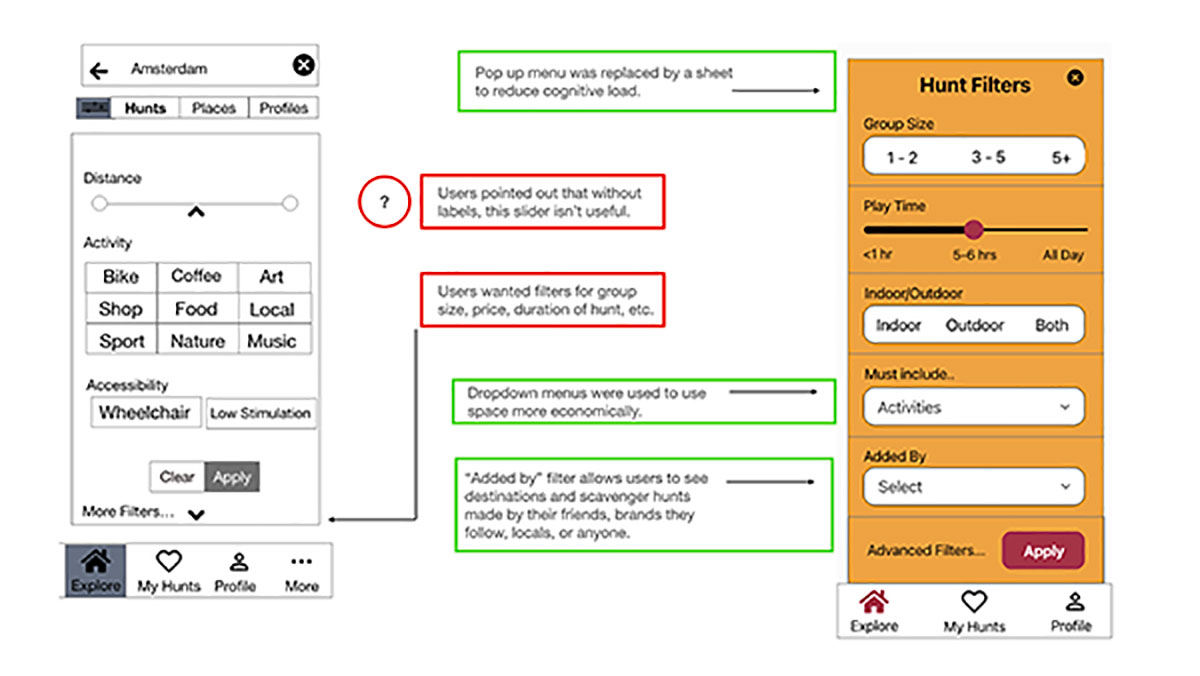 Amsterdam
Hunts Places Profiles
Distance
Activity
Bike Coffee Art
Shop Food Local
Sport Nature Music
Accessibility
Wheelchair Low Stimulation
Clear Apply
More Filters...
Explore My Hunts Profile More
Pop up menu was replaced by a sheet
to reduce cognitive load.
?
Users pointed out that without
labels, this slider isn't useful.
Users wanted filters for group
size, price, duration of hunt, etc.
Dropdown menus were used to use
space more economically.
"Added by" filter allows users to see
destinations and scavenger hunts
made by their friends, brands they
follow, locals, or anyone.
Hunt Filters
Group Size
1 - 2 3 - 5 5+
Play Time
<1 hr 5-6 hrs All Day
Indoor/Outdoor
Indoor Outdoor Both
Must include..
Activities
Added By
Select
Advanced Filters... Apply
Explore My Hunts Profile